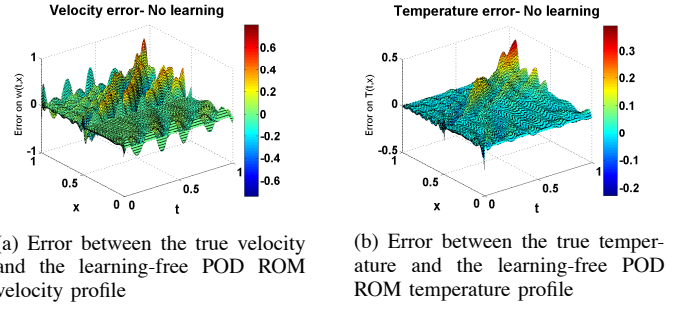 Velocity error- No learning
Temperature error- No learning
Error on w(t,x)
1
0
-1
1
0.5
0
x
0
0.5
1
t
0.6
0.4
0.2
0
-0.2
-0.4
-0.6
Error on T(t,x)
0.5
0
-0.5
1
0.5
0
x
0
0.5
1
t
0.3
0.2
0.1
0
-0.1
-0.2
(a) Error between the true velocity
and the learning-free POD ROM
velocity profile
(b) Error between the true temper-
ature and the learning-free POD
ROM temperature profile